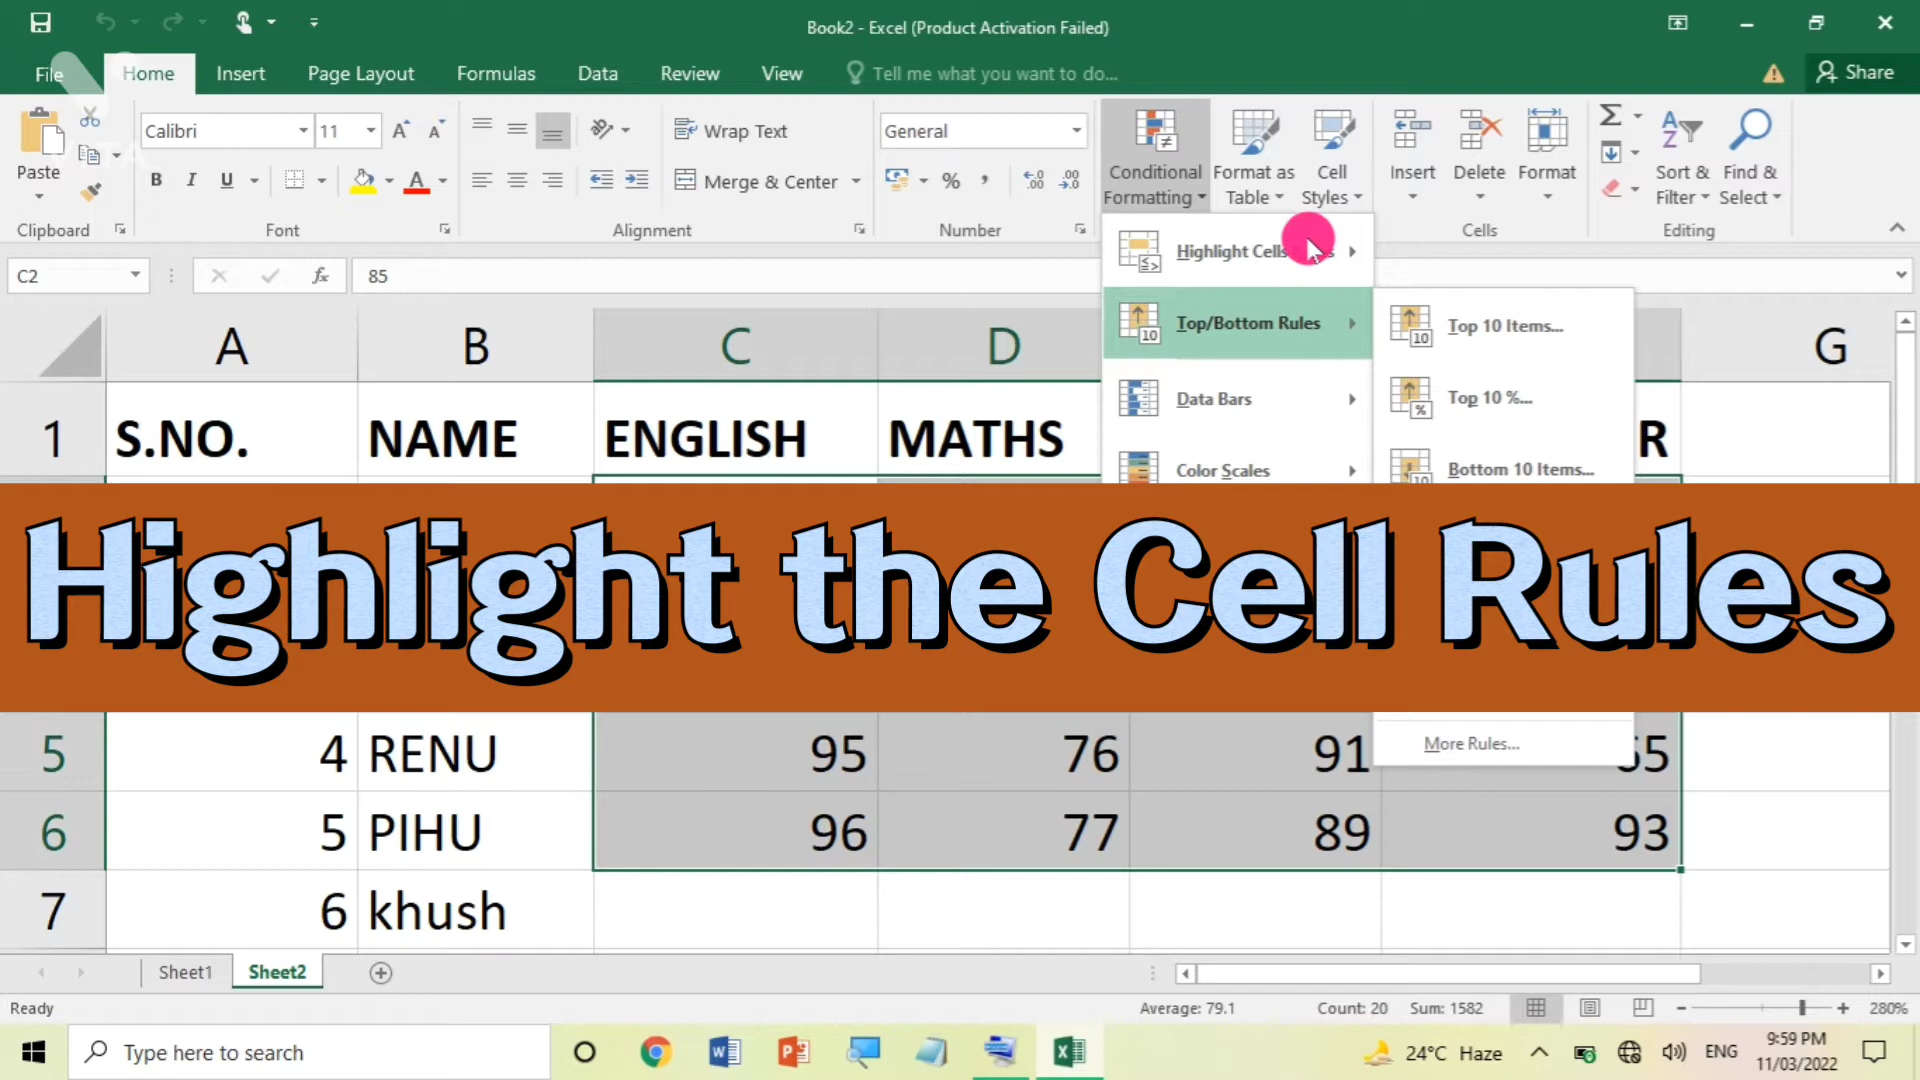 Book2 - Excel (Product Activation Failed)
File Home Insert Page Layout Formulas Data Review View Tell me what you want to do... Share
Calibri 11 Wrap Text General
Paste B I U Merge & Center % Conditional Formatting Format as Table Cell Styles Insert Delete Format Sort & Filter Find & Select
Clipboard Font Alignment Number Cells Editing
C2 fx 85
Highlight Cells
Top/Bottom Rules
Data Bars
Color Scales
Top 10 Items...
Top 10 %...
Bottom 10 Items...
A B C D G
1 S.NO. NAME ENGLISH MATHS R
Highlight the Cell Rules
More Rules...
5 4 RENU 95 76 91 55
6 5 PIHU 96 77 89 93
7 6 khush
Sheet1 Sheet2
Ready Average: 79.1 Count: 20 Sum: 1582 280%
Type here to search 24°C Haze ENG 9:59 PM
11/03/2022